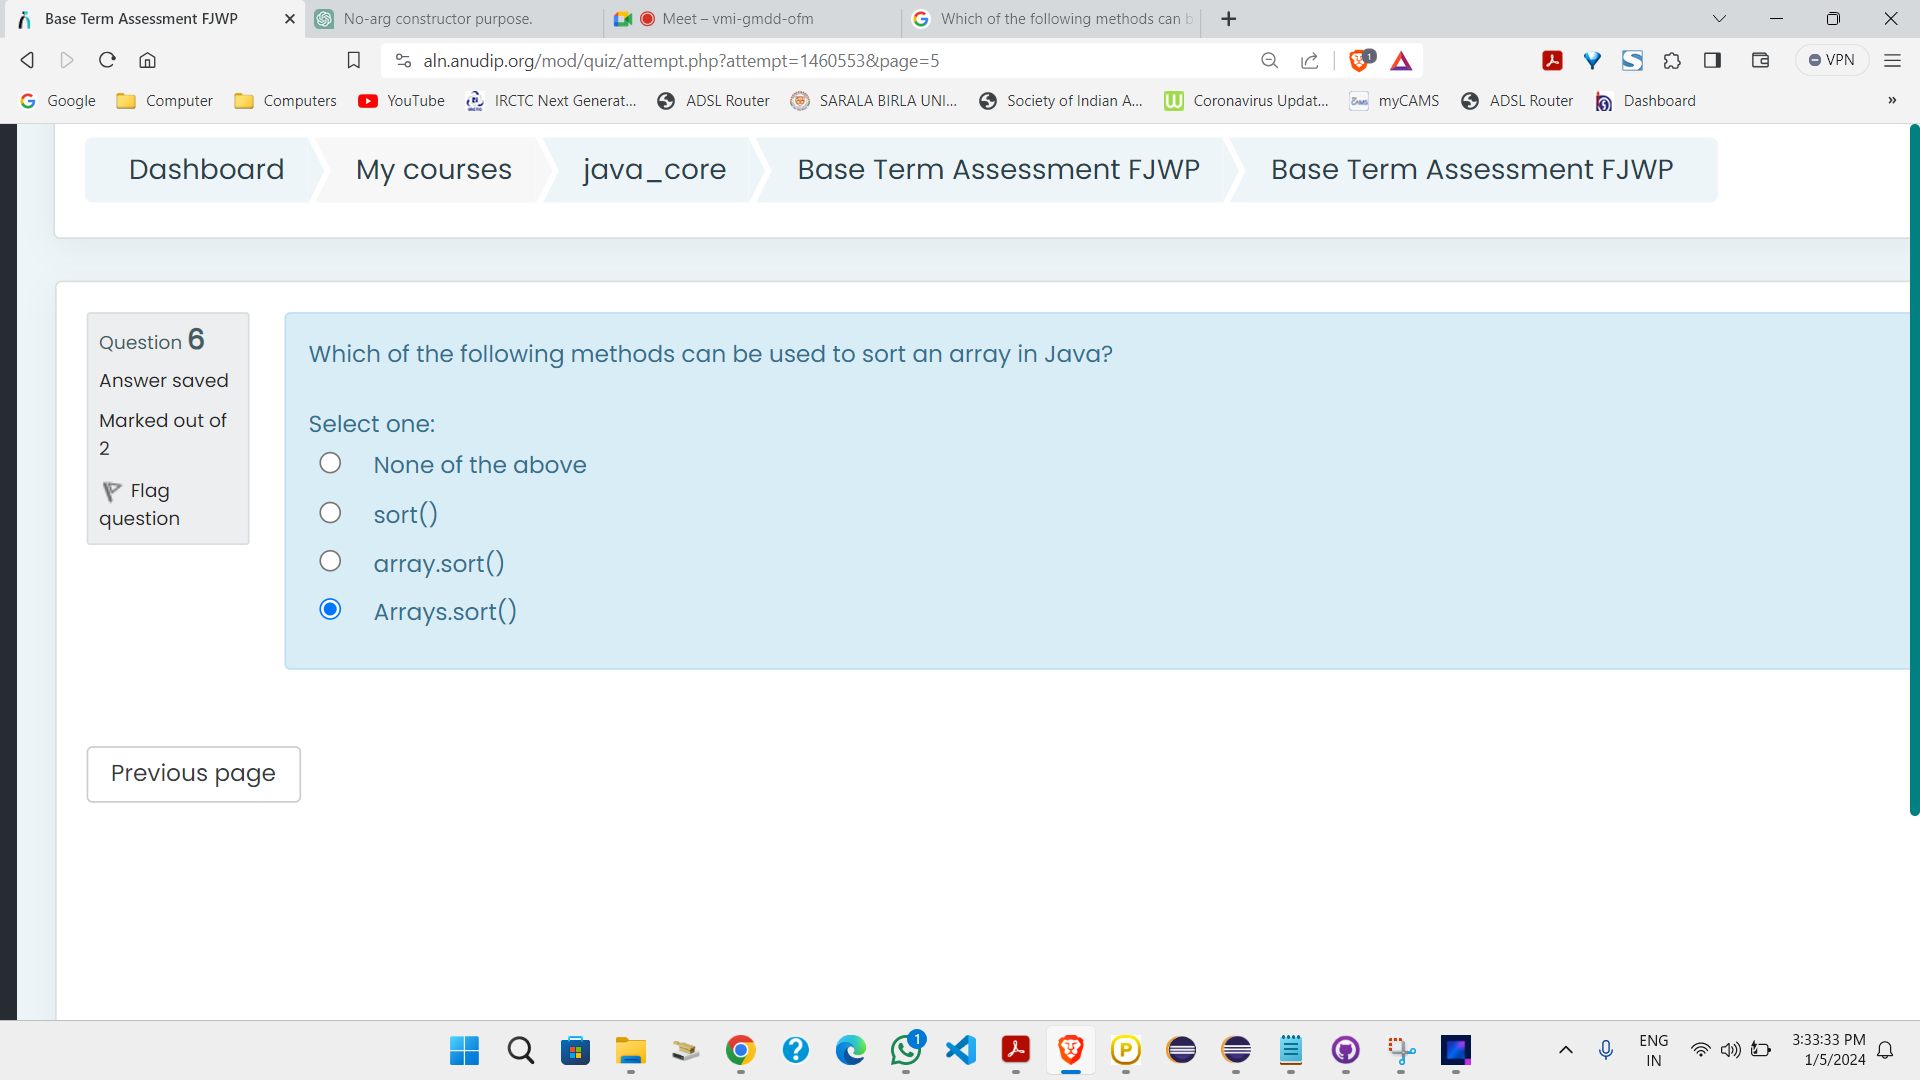 Base Term Assessment FJWP
No-arg constructor purpose.
Meet – vmi-gmdd-ofm
Which of the following methods can b
aln.anudip.org/mod/quiz/attempt.php?attempt=1460553&page=5
1
VPN
Google
Computer
Computers
YouTube
IRCTC Next Generat...
ADSL Router
SARALA BIRLA UNI...
Society of Indian A...
Coronavirus Updat...
myCAMS
ADSL Router
Dashboard
»
Dashboard
My courses
java_core
Base Term Assessment FJWP
Base Term Assessment FJWP
Question 6
Answer saved
Marked out of
2
Flag
question
Which of the following methods can be used to sort an array in Java?
Select one:
None of the above
sort()
array.sort()
Arrays.sort()
Previous page
1
ENG
IN
3:33:33 PM
1/5/2024